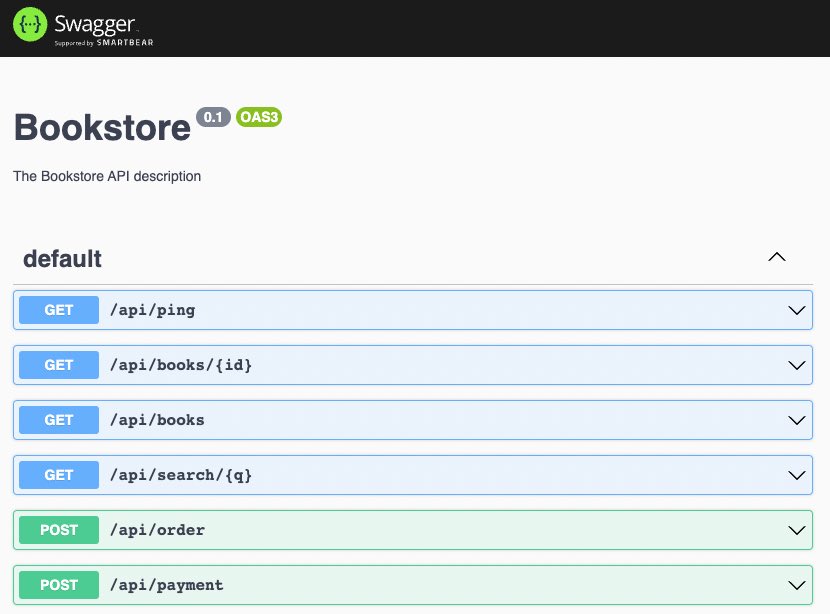 {···} Swagger
Supported by SMARTBEAR
Bookstore 0.1 OAS3
The Bookstore API description
default
GET /api/ping
GET /api/books/{id}
GET /api/books
GET /api/search/{q}
POST /api/order
POST /api/payment